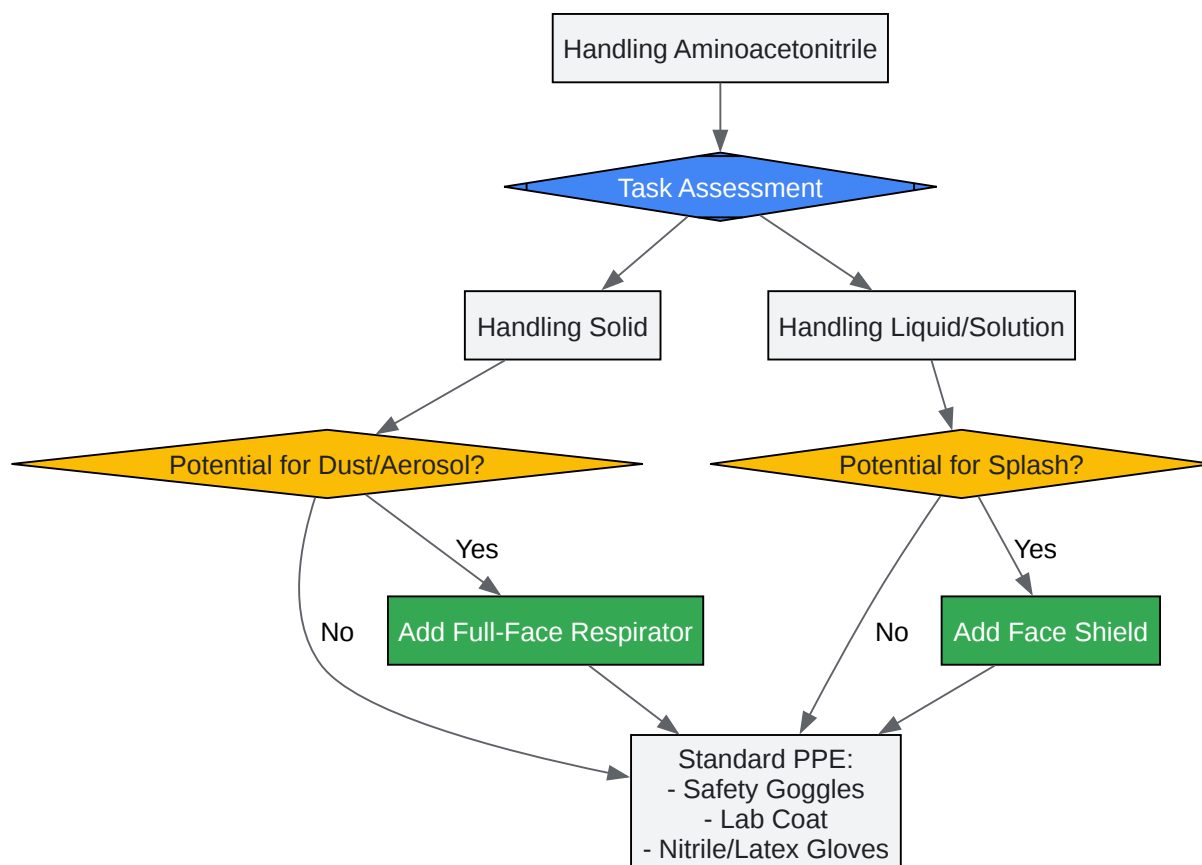 Handling Aminoacetonitrile
Task Assessment
Handling Solid
Handling Liquid/Solution
Potential for Dust/Aerosol?
Potential for Splash?
Yes
Yes
No
Add Full-Face Respirator
No
Add Face Shield
Standard PPE:
- Safety Goggles
- Lab Coat
- Nitrile/Latex Gloves